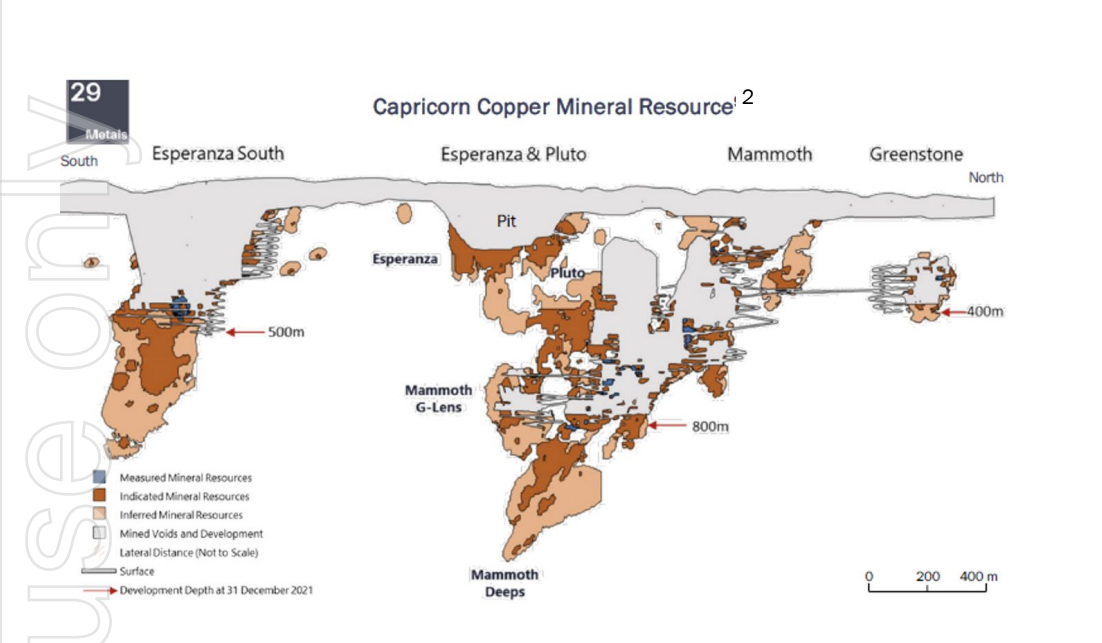 29
Metals
Capricorn Copper Mineral Resource 2
South
Esperanza South
Esperanza & Pluto
Mammoth
Greenstone
North
Pit
Esperanza
Pluto
500m
400m
Mammoth
G-Lens
800m
Measured Mineral Resources
Indicated Mineral Resources
Inferred Mineral Resources
Mined Voids and Development
Lateral Distance (Not to Scale)
Surface
Development Depth at 31 December 2021
Mammoth
Deeps
0 200 400 m
use only